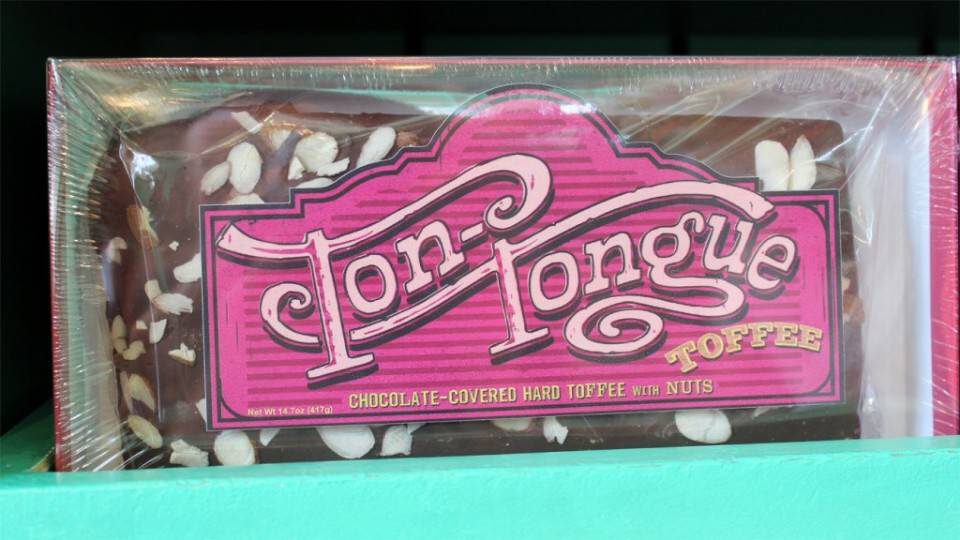 Ton-Tongue
TOFFEE
CHOCOLATE-COVERED HARD TOFFEE WITH NUTS
Net Wt 14.7oz (417g)